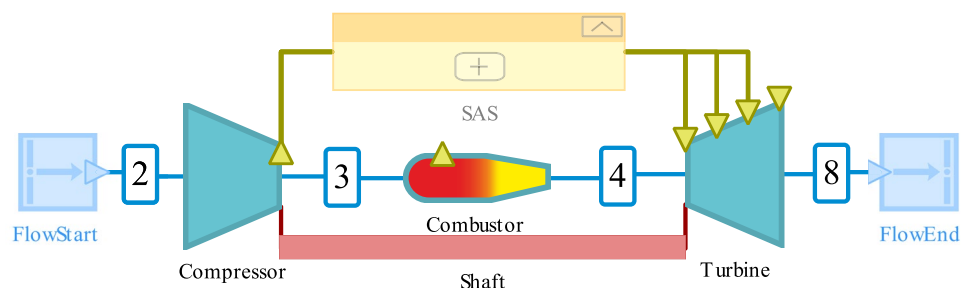 SAS
2
3
4
8
FlowStart
Combustor
FlowEnd
Compressor
Shaft
Turbine